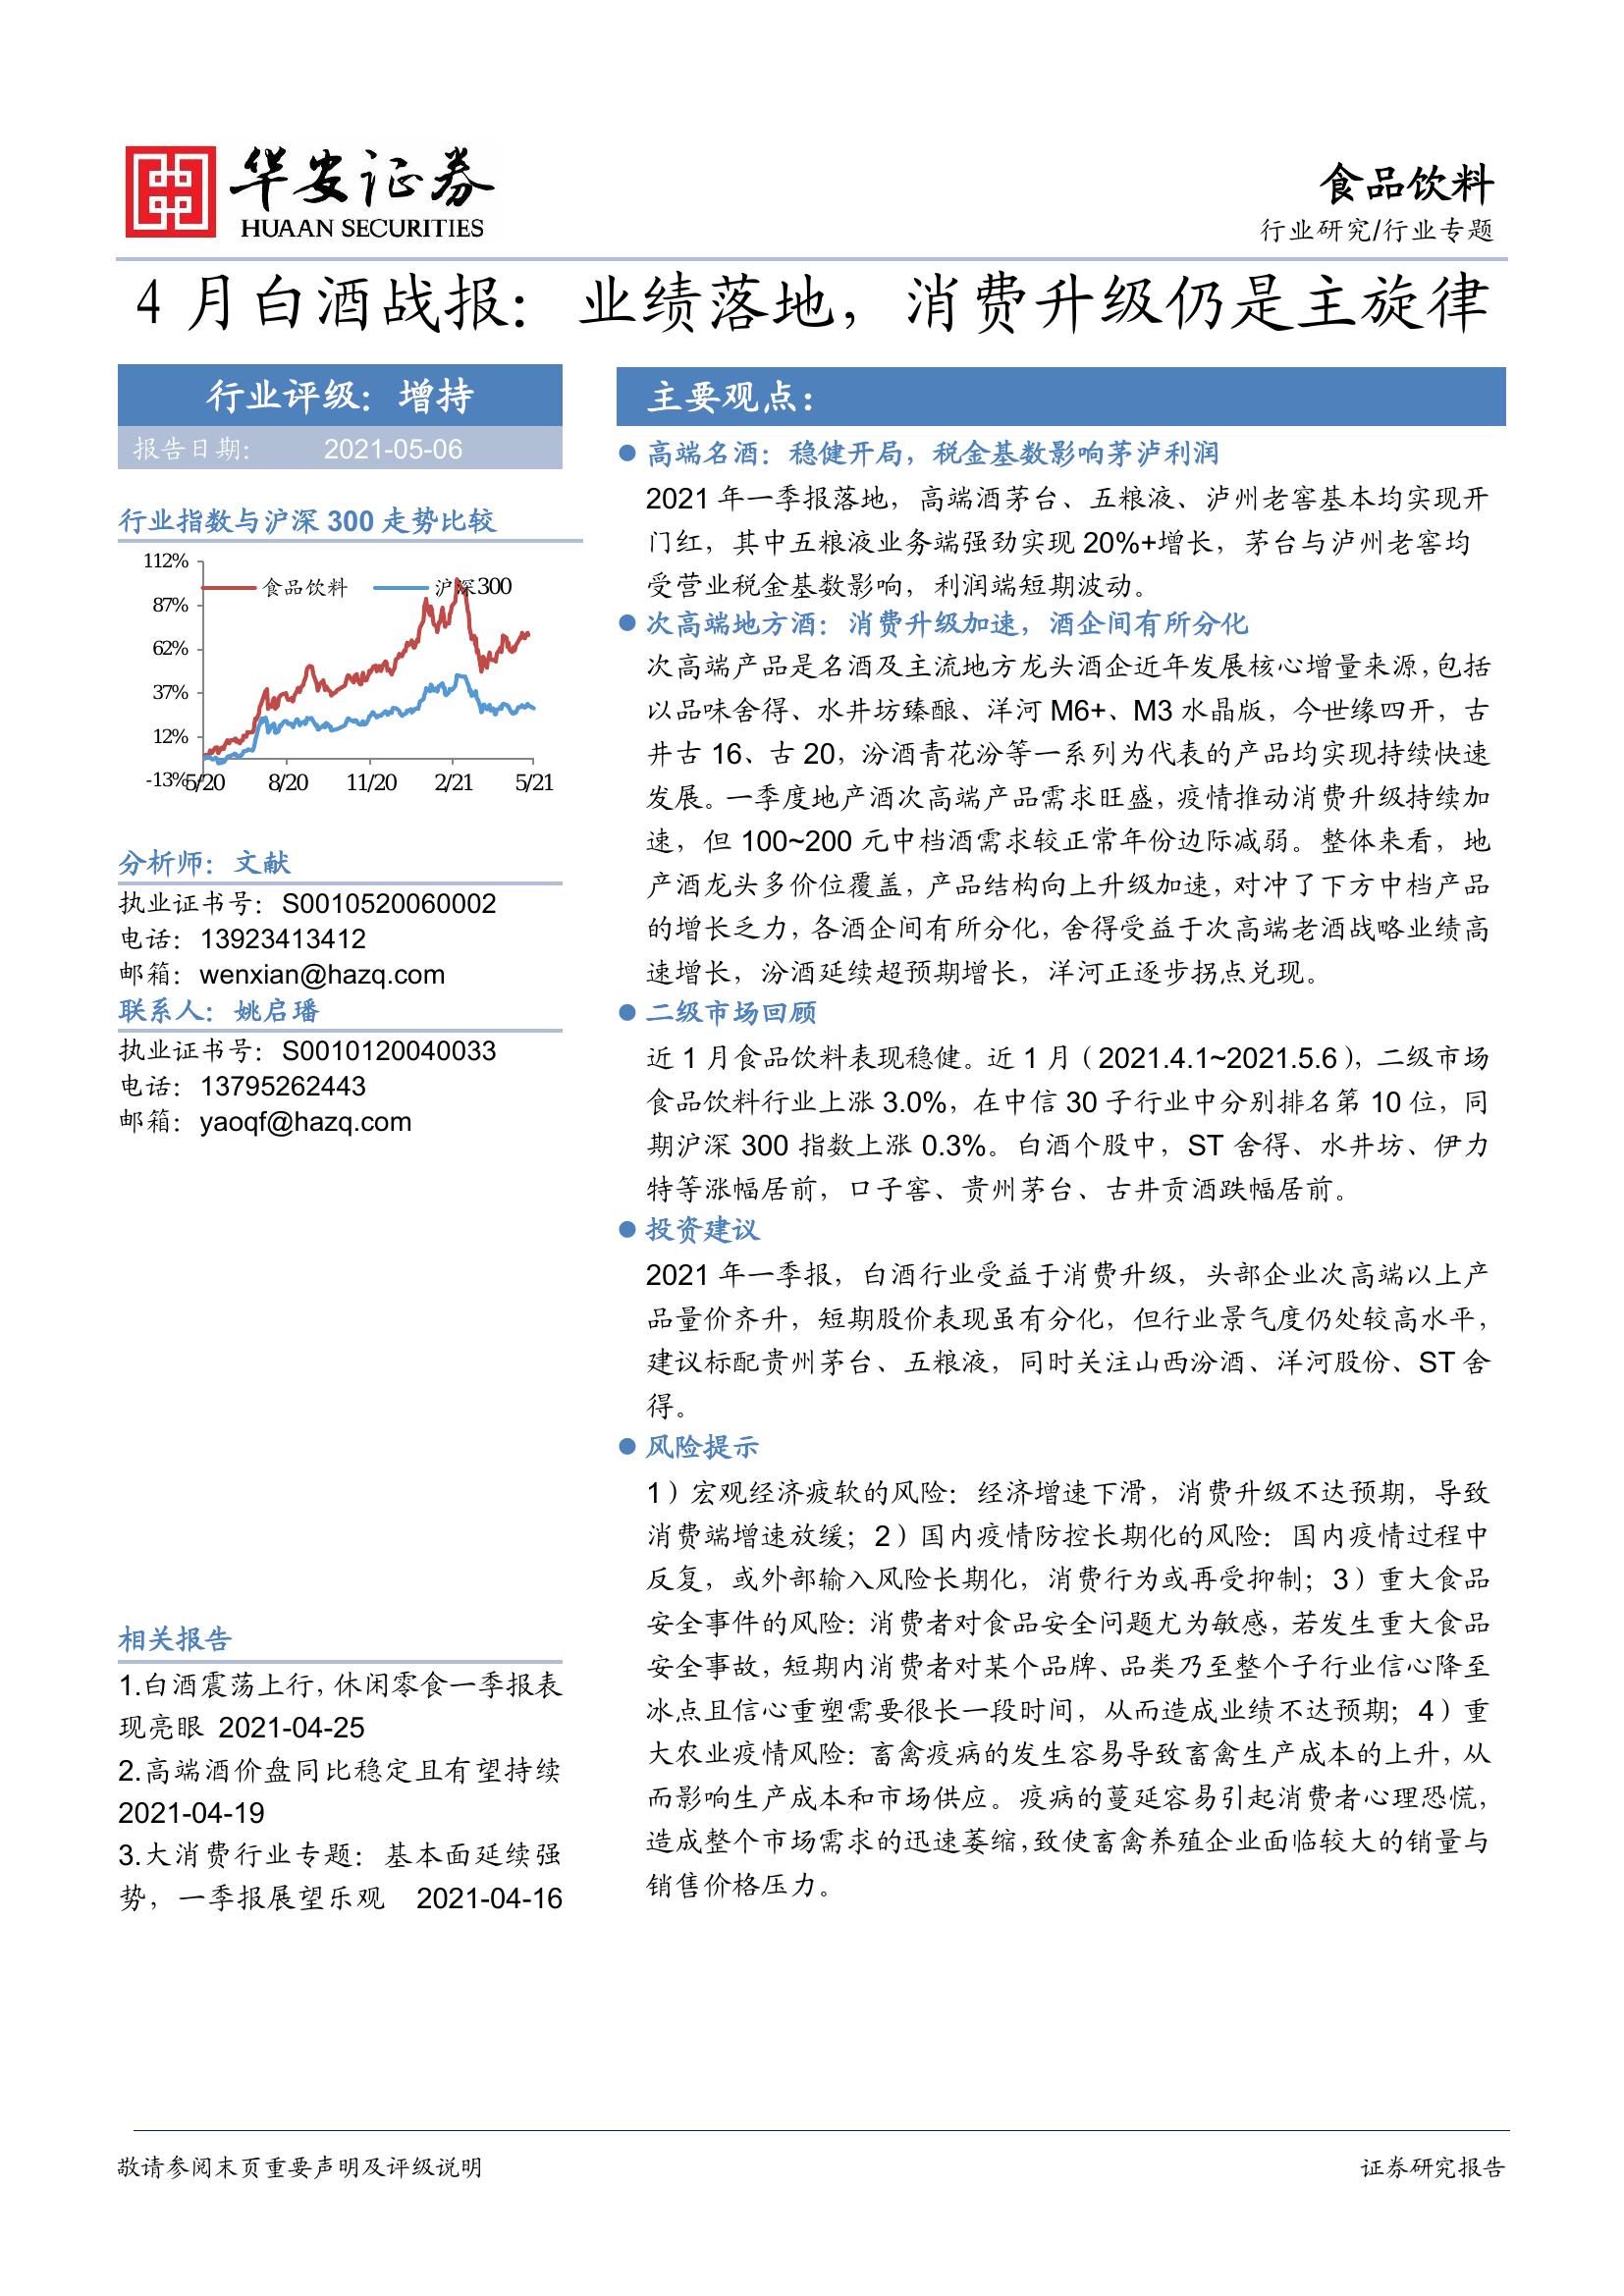 华安证券
HUAAN SECURITIES
食品饮料
行业研究/行业专题
4 月白酒战报：业绩落地，消费升级仍是主旋律
行业评级：增持
报告日期： 2021-05-06
行业指数与沪深 300 走势比较
112%
87%
62%
37%
12%
-13%
食品饮料
沪深300
5/20 8/20 11/20 2/21 5/21
分析师：文献
执业证书号：S0010520060002
电话：13923413412
邮箱：wenxian@hazq.com
联系人：姚启璠
执业证书号：S0010120040033
电话：13795262443
邮箱：yaoqf@hazq.com
相关报告
1.白酒震荡上行，休闲零食一季报表
现亮眼 2021-04-25
2.高端酒价盘同比稳定且有望持续
2021-04-19
3.大消费行业专题：基本面延续强
势，一季报展望乐观 2021-04-16
主要观点：
高端名酒：稳健开局，税金基数影响茅泸利润
2021 年一季报落地，高端酒茅台、五粮液、泸州老窖基本均实现开
门红，其中五粮液业务端强劲实现 20%+增长，茅台与泸州老窖均
受营业税金基数影响，利润端短期波动。
次高端地方酒：消费升级加速，酒企间有所分化
次高端产品是名酒及主流地方龙头酒企近年发展核心增量来源，包括
以品味舍得、水井坊臻酿、洋河 M6+、M3 水晶版，今世缘四开，古
井古 16、古 20，汾酒青花汾等一系列为代表的产品均实现持续快速
发展。一季度地产酒次高端产品需求旺盛，疫情推动消费升级持续加
速，但 100~200 元中档酒需求较正常年份边际减弱。整体来看，地
产酒龙头多价位覆盖，产品结构向上升级加速，对冲了下方中档产品
的增长乏力，各酒企间有所分化，舍得受益于次高端老酒战略业绩高
速增长，汾酒延续超预期增长，洋河正逐步拐点兑现。
二级市场回顾
近 1 月食品饮料表现稳健。近 1 月（2021.4.1~2021.5.6），二级市场
食品饮料行业上涨 3.0%，在中信 30 子行业中分别排名第 10 位，同
期沪深 300 指数上涨 0.3%。白酒个股中，ST 舍得、水井坊、伊力
特等涨幅居前，口子窖、贵州茅台、古井贡酒跌幅居前。
投资建议
2021 年一季报，白酒行业受益于消费升级，头部企业次高端以上产
品量价齐升，短期股价表现虽有分化，但行业景气度仍处较高水平，
建议标配贵州茅台、五粮液，同时关注山西汾酒、洋河股份、ST 舍
得。
风险提示
1）宏观经济疲软的风险：经济增速下滑，消费升级不达预期，导致
消费端增速放缓；2）国内疫情防控长期化的风险：国内疫情过程中
反复，或外部输入风险长期化，消费行为或再受抑制；3）重大食品
安全事件的风险：消费者对食品安全问题尤为敏感，若发生重大食品
安全事故，短期内消费者对某个品牌、品类乃至整个子行业信心降至
冰点且信心重塑需要很长一段时间，从而造成业绩不达预期；4）重
大农业疫情风险：畜禽疫病的发生容易导致畜禽生产成本的上升，从
而影响生产成本和市场供应。疫病的蔓延容易引起消费者心理恐慌，
造成整个市场需求的迅速萎缩，致使畜禽养殖企业面临较大的销量与
销售价格压力。
敬请参阅末页重要声明及评级说明
证券研究报告